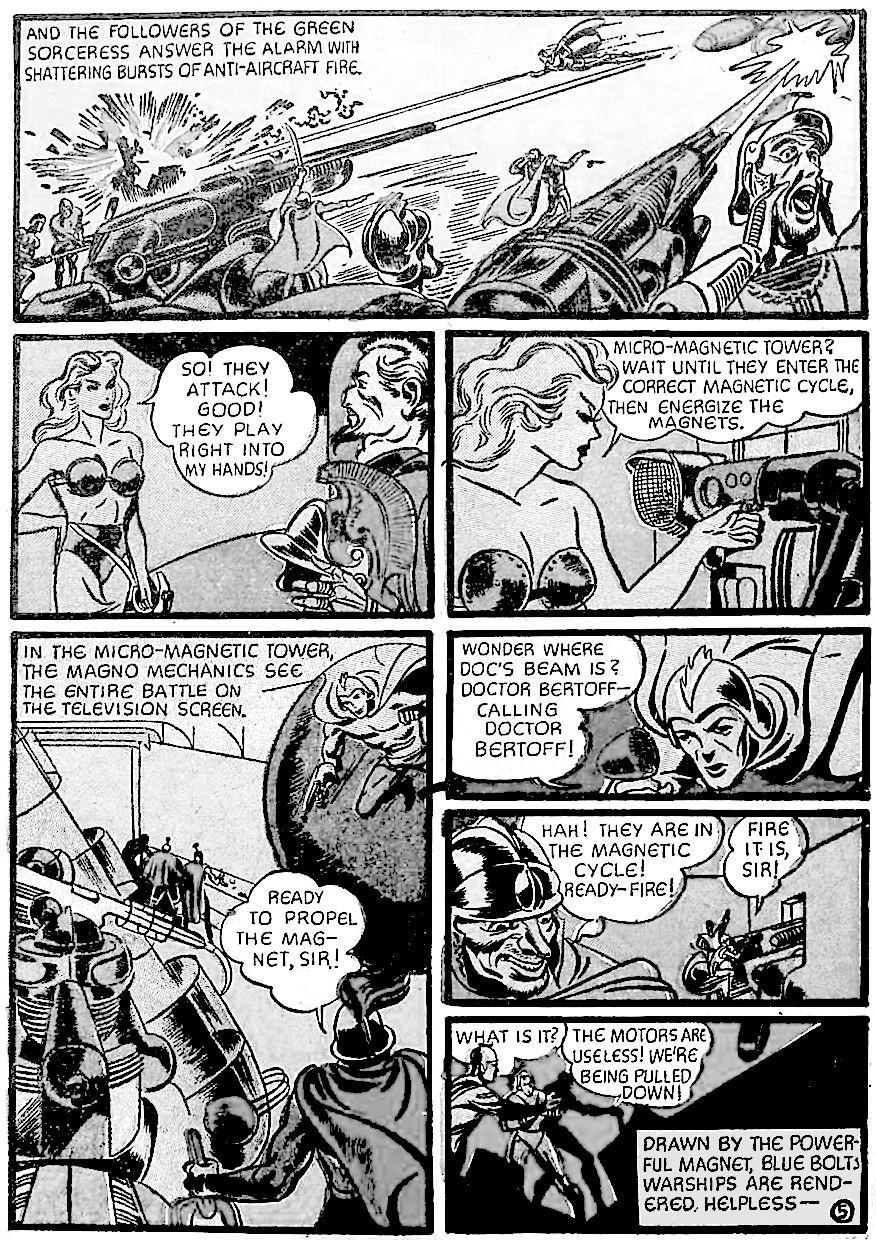 AND THE FOLLOWERS OF THE GREEN
SORCERESS ANSWER THE ALARM WITH
SHATTERING BURSTS OF ANTI-AIRCRAFT FIRE.
SO! THEY
ATTACK!
GOOD!
THEY PLAY
RIGHT INTO
MY HANDS!
MICRO-MAGNETIC TOWER?
WAIT UNTIL THEY ENTER THE
CORRECT MAGNETIC CYCLE,
THEN ENERGIZE THE
MAGNETS.
IN THE MICRO-MAGNETIC TOWER,
THE MAGNO MECHANICS SEE
THE ENTIRE BATTLE ON
THE TELEVISION SCREEN.
READY
TO PROPEL
THE MAG-
NET, SIR!
WONDER WHERE
DOC'S BEAM IS?
DOCTOR BERTOFF—
CALLING
DOCTOR
BERTOFF!
HAH! THEY ARE IN
THE MAGNETIC
CYCLE!
READY-FIRE!
FIRE
IT IS,
SIR!
WHAT IS IT?
THE MOTORS ARE
USELESS! WE'RE
BEING PULLED
DOWN!
DRAWN BY THE POWER-
FUL MAGNET, BLUE BOLTS
WARSHIPS ARE REND-
ERED, HELPLESS—
5